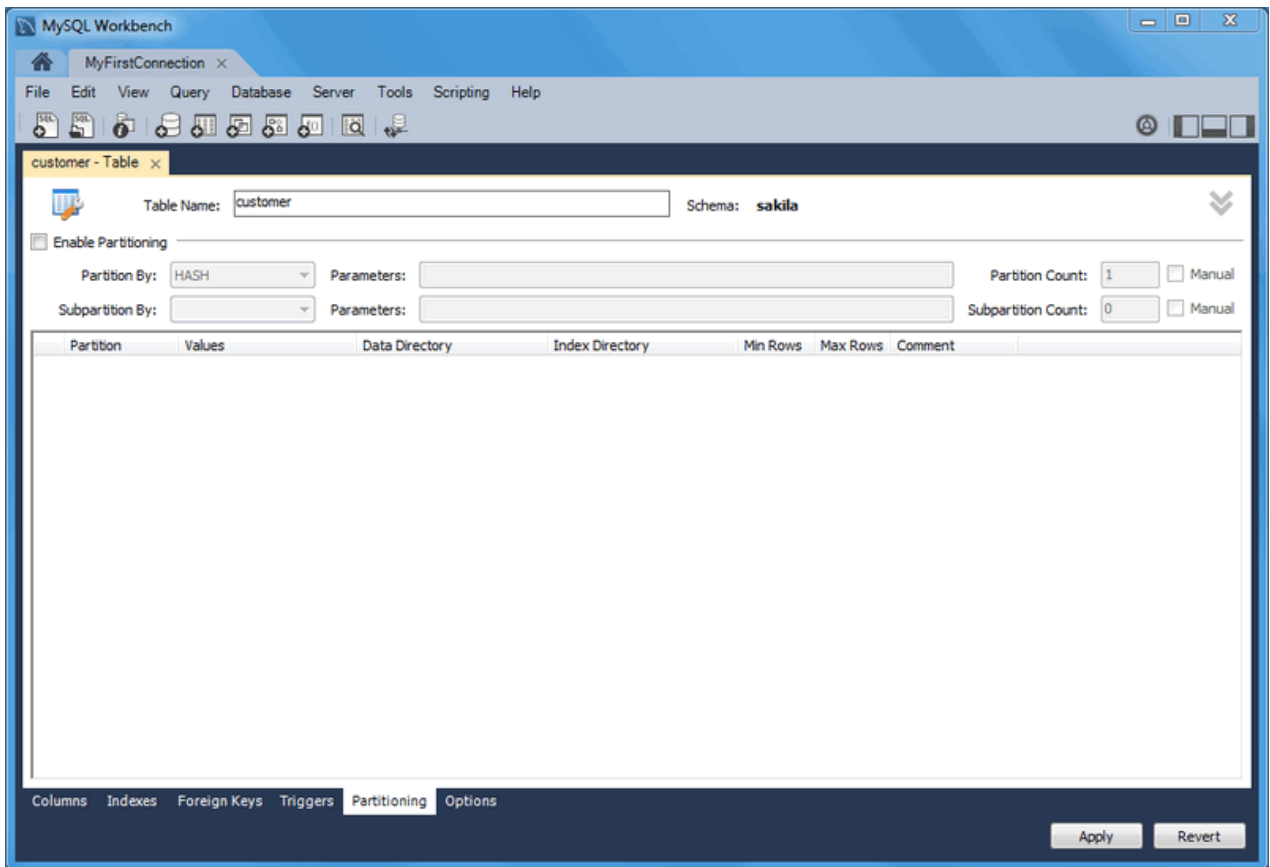 MySQL Workbench
MyFirstConnection
File Edit View Query Database Server Tools Scripting Help
SQL SQL
customer - Table
Table Name: customer Schema: sakila
Enable Partitioning
Partition By: HASH Parameters: Partition Count: 1 Manual
Subpartition By: Parameters: Subpartition Count: 0 Manual
Partition Values Data Directory Index Directory Min Rows Max Rows Comment
Columns Indexes Foreign Keys Triggers Partitioning Options
Apply Revert